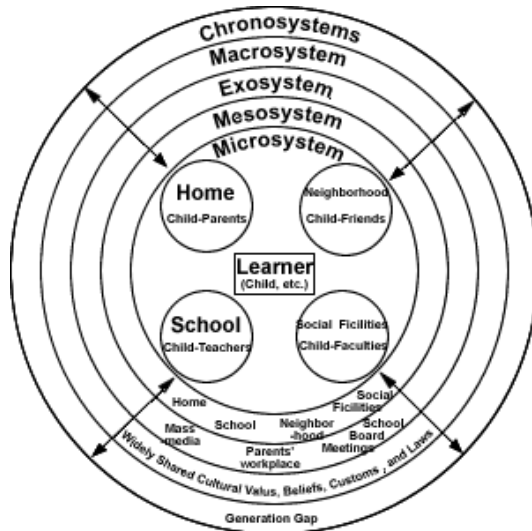 Chronosystems
Macrosystem
Exosystem
Mesosystem
Microsystem
Home
Child-Parents
Neighborhood
Child-Friends
Learner
(Child, etc.)
School
Child-Teachers
Social Ficilities
Child-Faculties
Home
School
Neighbor
-hood
Social
Ficilities
Mass
-media
Parents'
workplace
School
Board
Meetings
Widely Shared Cultural Valus, Beliefs, Customs , and Laws
Generation Gap